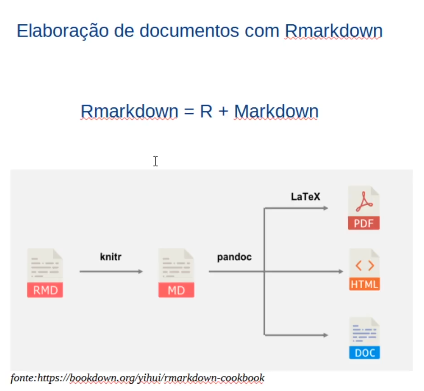 Elaboração de documentos com Rmarkdown
Rmarkdown = R + Markdown
LaTeX
PDF
knitr
pandoc
RMD
MD
HTML
DOC
fonte:https://bookdown.org/yihui/rmarkdown-cookbook